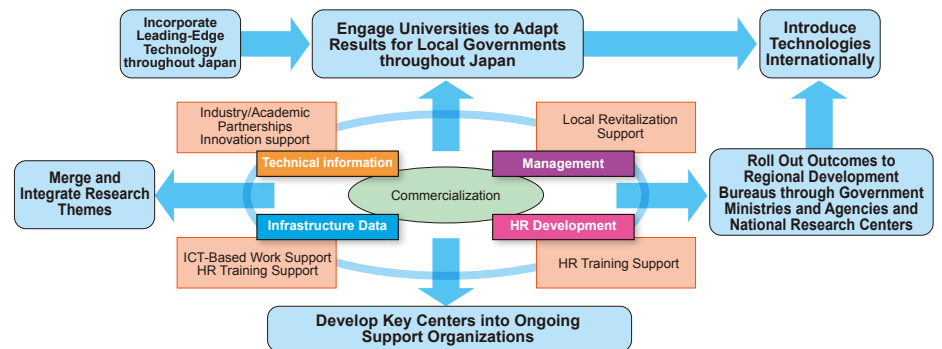 Incorporate
Leading-Edge
Technology
throughout Japan
Engage Universities to Adapt
Results for Local Governments
throughout Japan
Introduce
Technologies
Internationally
Industry/Academic
Partnerships
Innovation support
Local Revitalization
Support
Technical information
Management
Merge and
Integrate Research
Themes
Commercialization
Roll Out Outcomes to
Regional Development
Bureaus through Government
Ministries and Agencies and
National Research Centers
Infrastructure Data
HR Development
ICT-Based Work Support
HR Training Support
HR Training Support
Develop Key Centers into Ongoing
Support Organizations